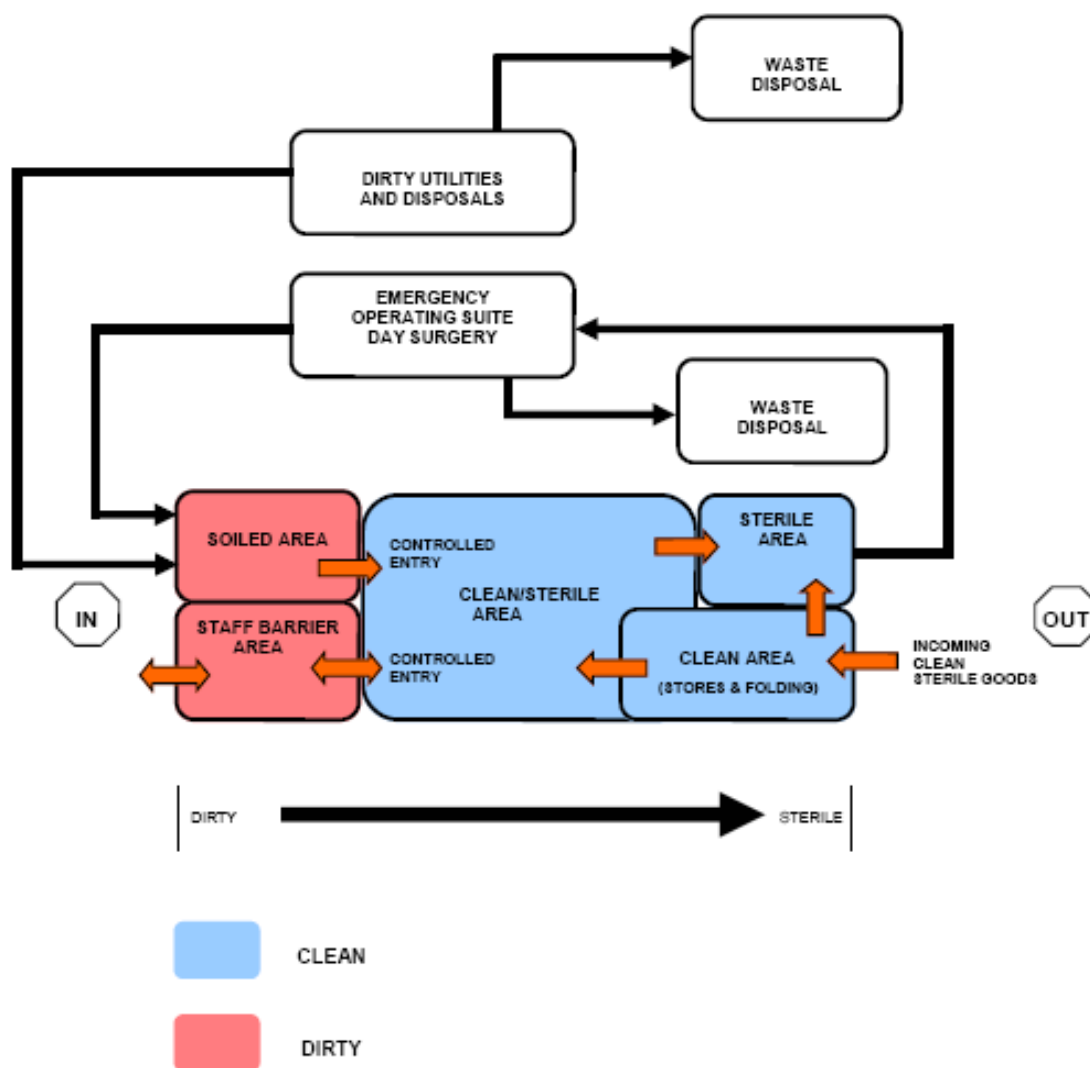 WASTE
DISPOSAL
DIRTY UTILITIES
AND DISPOSALS
EMERGENCY
OPERATING SUITE
DAY SURGERY
WASTE
DISPOSAL
SOILED AREA
CONTROLLED
ENTRY
STERILE
AREA
CLEAN/STERILE
AREA
IN
STAFF BARRIER
AREA
CONTROLLED
ENTRY
CLEAN AREA
(STORES & FOLDING)
INCOMING
CLEAN
STERILE GOODS
OUT
DIRTY
STERILE
CLEAN
DIRTY